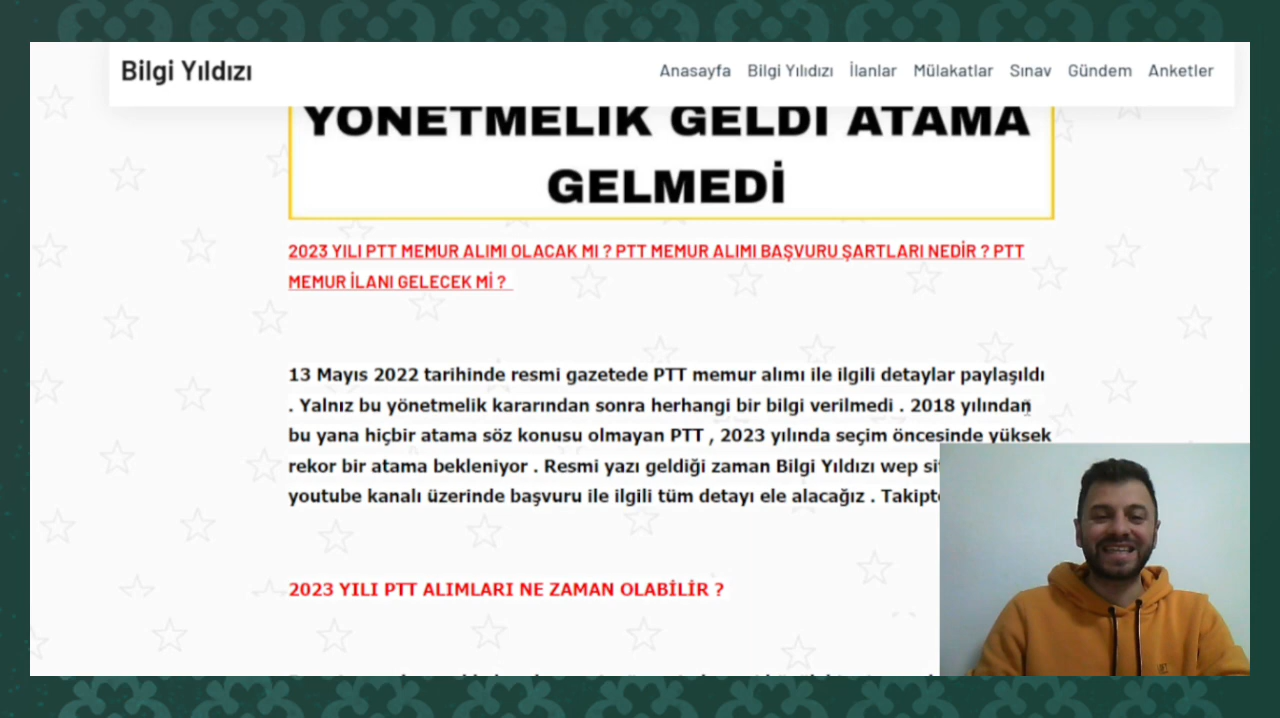 Bilgi Yıldızı
Anasayfa Bilgi Yılıdızı İlanlar Mülakatlar Sınav Gündem Anketler
YÖNETMELİK GELDİ ATAMA
GELMEDİ
2023 YILI PTT MEMUR ALIMI OLACAK MI ? PTT MEMUR ALIMI BAŞVURU ŞARTLARI NEDİR ? PTT
MEMUR İLANI GELECEK Mİ ?
13 Mayıs 2022 tarihinde resmi gazetede PTT memur alımı ile ilgili detaylar paylaşıldı
. Yalnız bu yönetmelik kararından sonra herhangi bir bilgi verilmedi . 2018 yılından
bu yana hiçbir atama söz konusu olmayan PTT , 2023 yılında seçim öncesinde yüksek
rekor bir atama bekleniyor . Resmi yazı geldiği zaman Bilgi Yıldızı wep
youtube kanalı üzerinde başvuru ile ilgili tüm detayı ele alacağız .
2023 YILI PTT ALIMLARI NE ZAMAN OLABİLİR ?